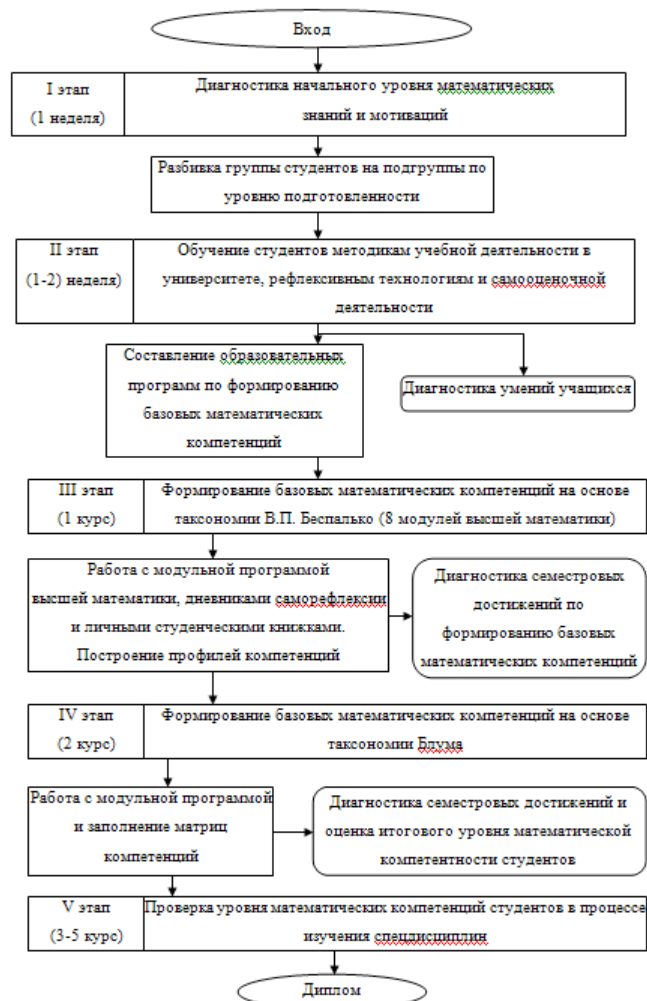 Вход
I этап
(1 неделя)
Диагностика начального уровня математических
знаний и мотиваций
Разбивка группы студентов на подгруппы по
уровню подготовленности
II этап
(1-2) неделя)
Обучение студентов методикам учебной деятельности в
университете, рефлексивным технологиям и самооценочной
деятельности
Составление образовательных
программ по формированию
базовых математических
компетенций
Диагностика умений учащихся
III этап
(1 курс)
Формирование базовых математических компетенций на основе
таксономии В.П. Беспалько (8 модулей высшей математики)
Работа с модульной программой
высшей математики, дневниками саморефлексии
и личными студенческими книжками.
Построение профилей компетенций
Диагностика семестровых
достижений по
формированию базовых
математических компетенций
IV этап
(2 курс)
Формирование базовых математических компетенций на основе
таксономии Блума
Работа с модульной программой
и заполнение матриц
компетенций
Диагностика семестровых достижений и
оценка итогового уровня математической
компетентности студентов
V этап
(3-5 курс)
Проверка уровня математических компетенций студентов в процессе
изучения спецдисциплин
Диплом